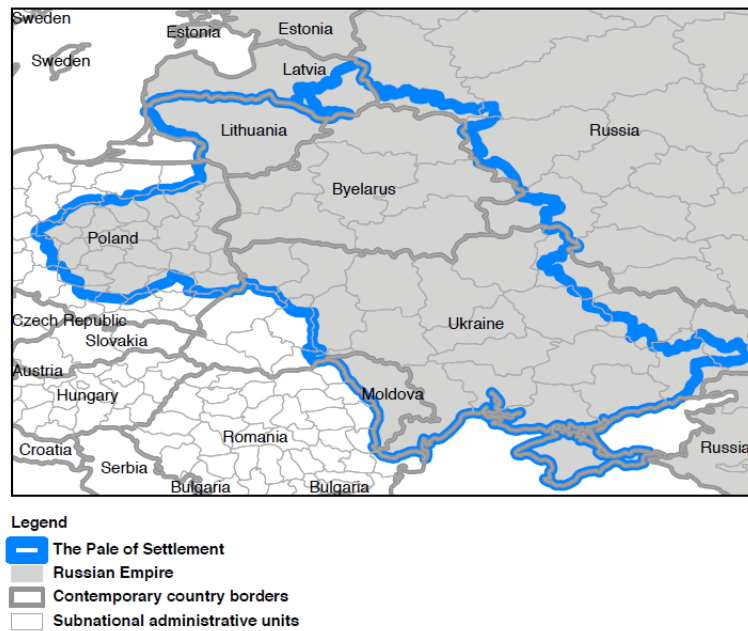 Sweden
Estonia
Estonia
Sweden
Latvia
Lithuania
Russia
Byelarus
Poland
Ukraine
Czech Republic
Slovakia
Austria
Hungary
Moldova
Romania
Croatia
Serbia
Russia
Bulgaria
Bulgaria
Legend
The Pale of Settlement
Russian Empire
Contemporary country borders
Subnational administrative units